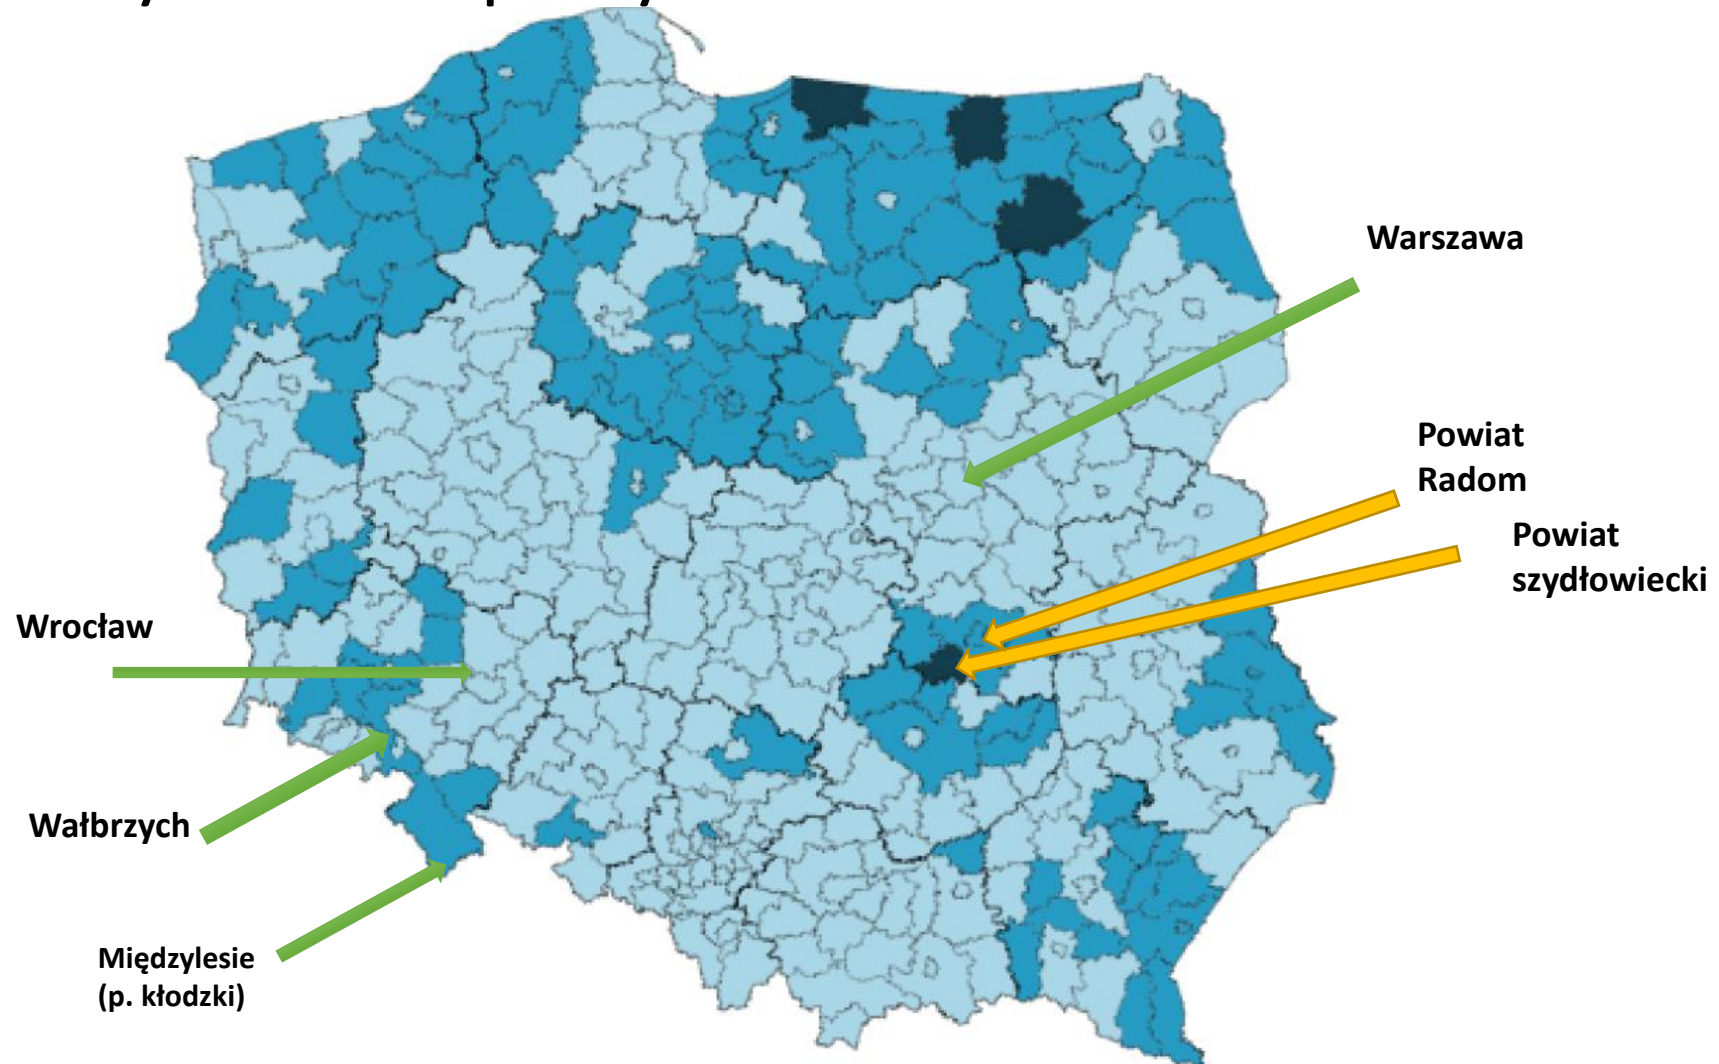 Warszawa
Powiat
Radom
Powiat
szydłowiecki
Wrocław
Wałbrzych
Międzylesie
(p. kłodzki)